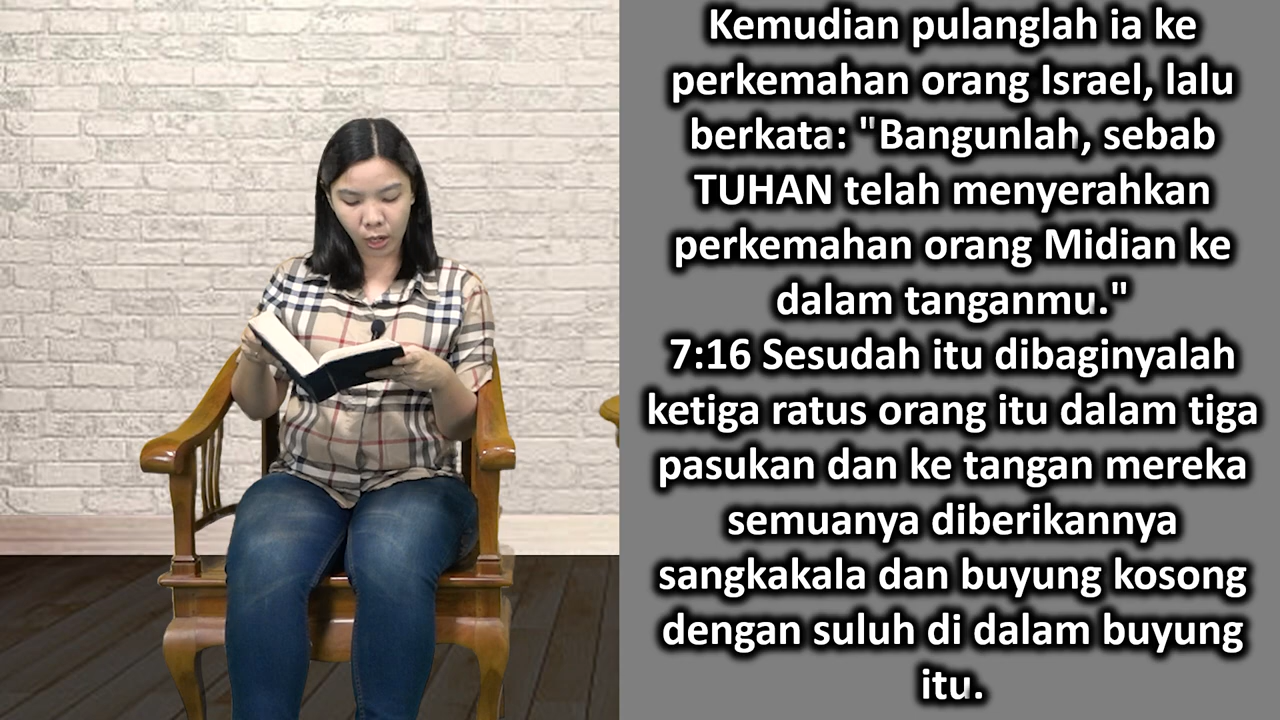 Kemudian pulanglah ia ke
perkemahan orang Israel, lalu
berkata: "Bangunlah, sebab
TUHAN telah menyerahkan
perkemahan orang Midian ke
dalam tanganmu."
7:16 Sesudah itu dibaginyalah
ketiga ratus orang itu dalam tiga
pasukan dan ke tangan mereka
semuanya diberikannya
sangkakala dan buyung kosong
dengan suluh di dalam buyung
itu.